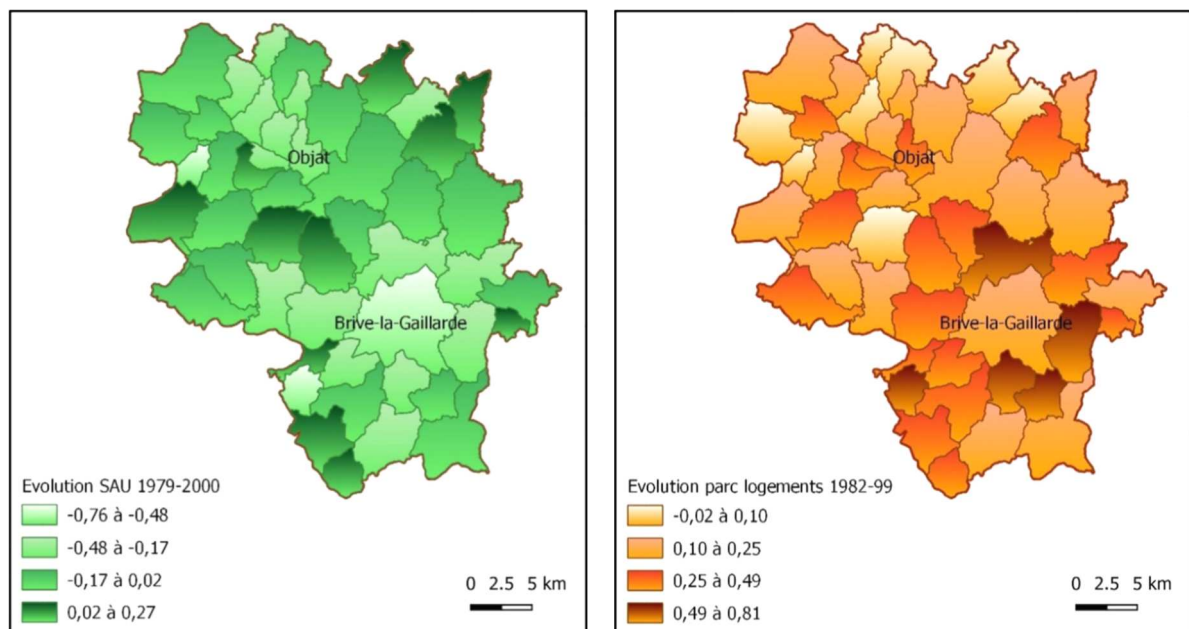 Objat
Brive-la-Gaillarde
Evolution SAU 1979-2000
-0,76 à -0,48
-0,48 à -0,17
-0,17 à 0,02
0,02 à 0,27
0 2.5 5 km
Objat
Brive-la-Gaillarde
Evolution parc logements 1982-99
-0,02 à 0,10
0,10 à 0,25
0,25 à 0,49
0,49 à 0,81
0 2.5 5 km